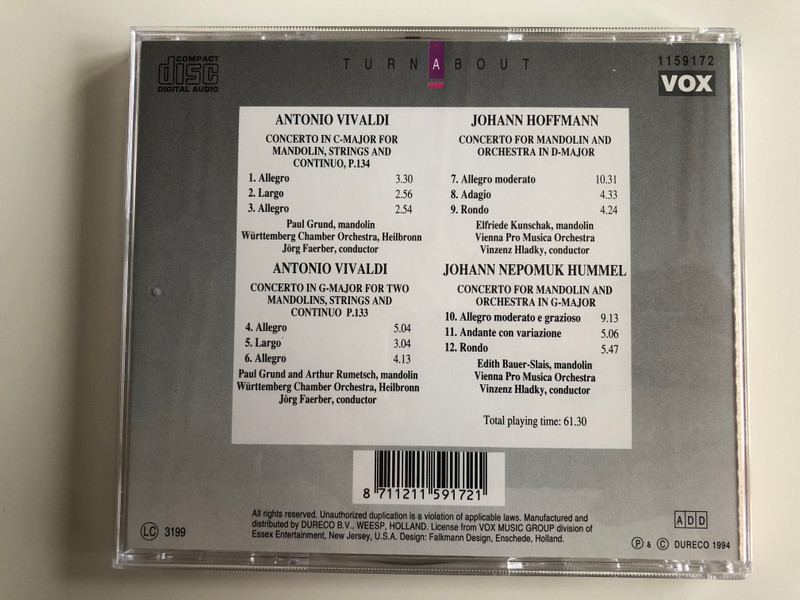 COMPACT
disc
DIGITAL AUDIO
TURNABOUT
1159172
VOX
ANTONIO VIVALDI
CONCERTO IN C-MAJOR FOR
MANDOLIN, STRINGS AND
CONTINUO, P.134
1. Allegro 3.30
2. Largo 2.56
3. Allegro 2.54
Paul Grund, mandolin
Württemberg Chamber Orchestra, Heilbronn
Jörg Faerber, conductor
ANTONIO VIVALDI
CONCERTO IN G-MAJOR FOR TWO
MANDOLINS, STRINGS AND
CONTINUO P.133
4. Allegro 5.04
5. Largo 3.04
6. Allegro 4.13
Paul Grund and Arthur Rumetsch, mandolin
Württemberg Chamber Orchestra, Heilbronn
Jörg Faerber, conductor
JOHANN HOFFMANN
CONCERTO FOR MANDOLIN AND
ORCHESTRA IN D-MAJOR
7. Allegro moderato 10.31
8. Adagio 4.33
9. Rondo 4.24
Elfriede Kunschak, mandolin
Vienna Pro Musica Orchestra
Vinzenz Hladky, conductor
JOHANN NEPOMUK HUMMEL
CONCERTO FOR MANDOLIN AND
ORCHESTRA IN G-MAJOR
10. Allegro moderato e grazioso 9.13
11. Andante con variazione 5.06
12. Rondo 5.47
Edith Bauer-Slais, mandolin
Vienna Pro Musica Orchestra
Vinzenz Hladky, conductor
Total playing time: 61.30
8 711211 591721
All rights reserved. Unauthorized duplication is a violation of applicable laws. Manufactured and
distributed by DURECO B.V., WEESP, HOLLAND. License from VOX MUSIC GROUP division of
Essex Entertainment, New Jersey, U.S.A. Design: Falkmann Design, Enschede, Holland.
LC 3199
ADD
Ⓟ & © DURECO 1994